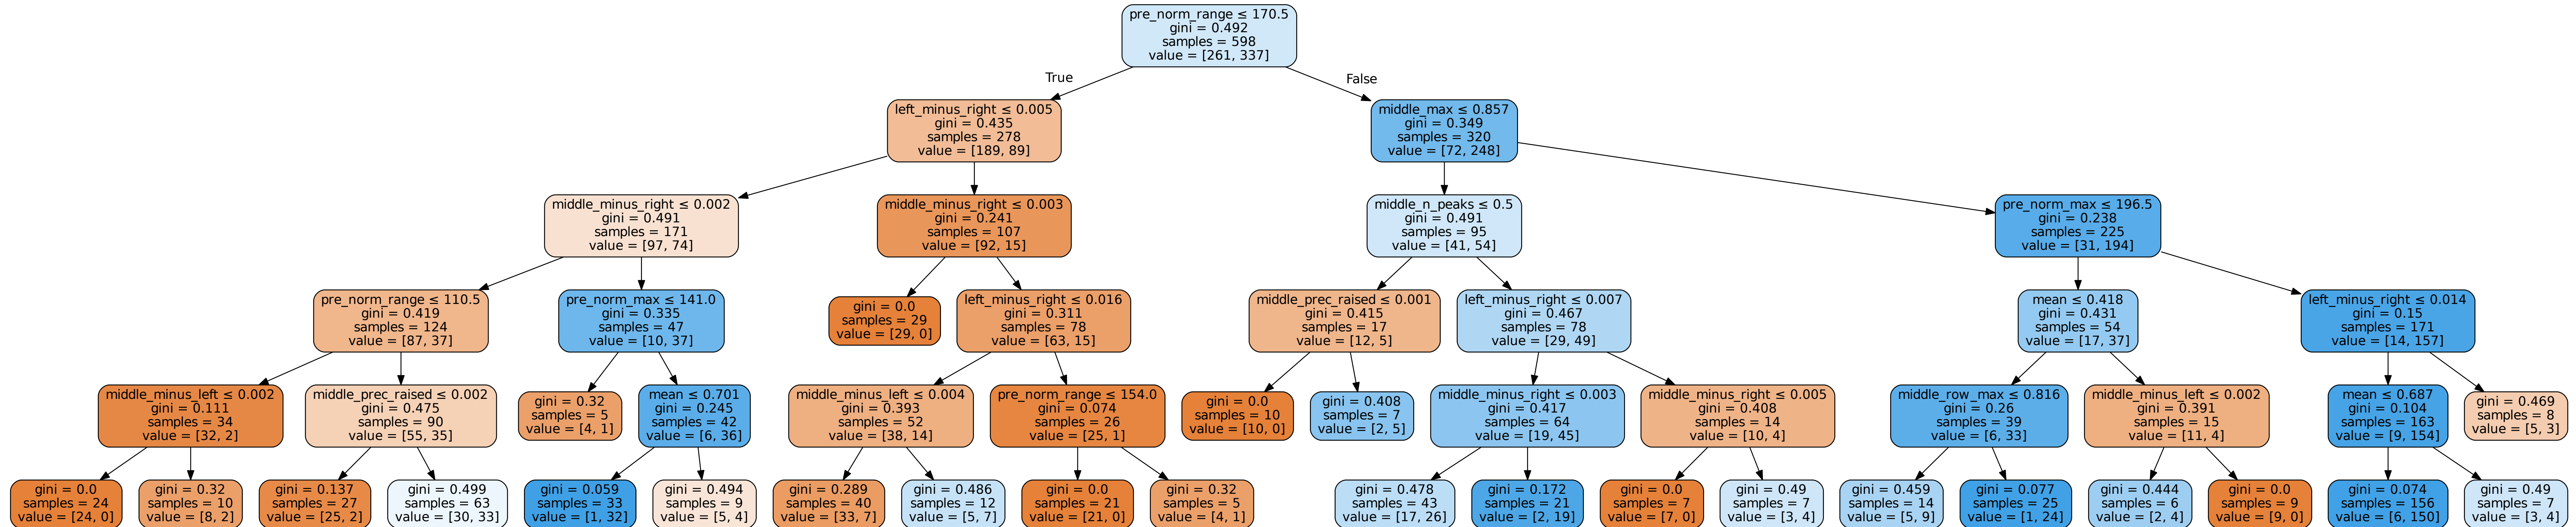 pre_norm_range ≤ 170.5
gini = 0.492
samples = 598
value = [261, 337]
True
False
left_minus_right ≤ 0.005
gini = 0.435
samples = 278
value = [189, 89]
middle_max ≤ 0.857
gini = 0.349
samples = 320
value = [72, 248]
middle_minus_right ≤ 0.002
gini = 0.491
samples = 171
value = [97, 74]
middle_minus_right ≤ 0.003
gini = 0.241
samples = 107
value = [92, 15]
middle_n_peaks ≤ 0.5
gini = 0.491
samples = 95
value = [41, 54]
pre_norm_max ≤ 196.5
gini = 0.238
samples = 225
value = [31, 194]
pre_norm_range ≤ 110.5
gini = 0.419
samples = 124
value = [87, 37]
pre_norm_max ≤ 141.0
gini = 0.335
samples = 47
value = [10, 37]
gini = 0.0
samples = 29
value = [29, 0]
left_minus_right ≤ 0.016
gini = 0.311
samples = 78
value = [63, 15]
middle_prec_raised ≤ 0.001
gini = 0.415
samples = 17
value = [12, 5]
left_minus_right ≤ 0.007
gini = 0.467
samples = 78
value = [29, 49]
mean ≤ 0.418
gini = 0.431
samples = 54
value = [17, 37]
left_minus_right ≤ 0.014
gini = 0.15
samples = 171
value = [14, 157]
middle_minus_left ≤ 0.002
gini = 0.111
samples = 34
value = [32, 2]
middle_prec_raised ≤ 0.002
gini = 0.475
samples = 90
value = [55, 35]
gini = 0.32
samples = 5
value = [4, 1]
mean ≤ 0.701
gini = 0.245
samples = 42
value = [6, 36]
middle_minus_left ≤ 0.004
gini = 0.393
samples = 52
value = [38, 14]
pre_norm_range ≤ 154.0
gini = 0.074
samples = 26
value = [25, 1]
gini = 0.0
samples = 10
value = [10, 0]
gini = 0.408
samples = 7
value = [2, 5]
middle_minus_right ≤ 0.003
gini = 0.417
samples = 64
value = [19, 45]
middle_minus_right ≤ 0.005
gini = 0.408
samples = 14
value = [10, 4]
middle_row_max ≤ 0.816
gini = 0.26
samples = 39
value = [6, 33]
middle_minus_left ≤ 0.002
gini = 0.391
samples = 15
value = [11, 4]
mean ≤ 0.687
gini = 0.104
samples = 163
value = [9, 154]
gini = 0.469
samples = 8
value = [5, 3]
gini = 0.0
samples = 24
value = [24, 0]
gini = 0.32
samples = 10
value = [8, 2]
gini = 0.137
samples = 27
value = [25, 2]
gini = 0.499
samples = 63
value = [30, 33]
gini = 0.059
samples = 33
value = [1, 32]
gini = 0.494
samples = 9
value = [5, 4]
gini = 0.289
samples = 40
value = [33, 7]
gini = 0.486
samples = 12
value = [5, 7]
gini = 0.0
samples = 21
value = [21, 0]
gini = 0.32
samples = 5
value = [4, 1]
gini = 0.478
samples = 43
value = [17, 26]
gini = 0.172
samples = 21
value = [2, 19]
gini = 0.0
samples = 7
value = [7, 0]
gini = 0.49
samples = 7
value = [3, 4]
gini = 0.459
samples = 14
value = [5, 9]
gini = 0.077
samples = 25
value = [1, 24]
gini = 0.444
samples = 6
value = [2, 4]
gini = 0.0
samples = 9
value = [9, 0]
gini = 0.074
samples = 156
value = [6, 150]
gini = 0.49
samples = 7
value = [3, 4]